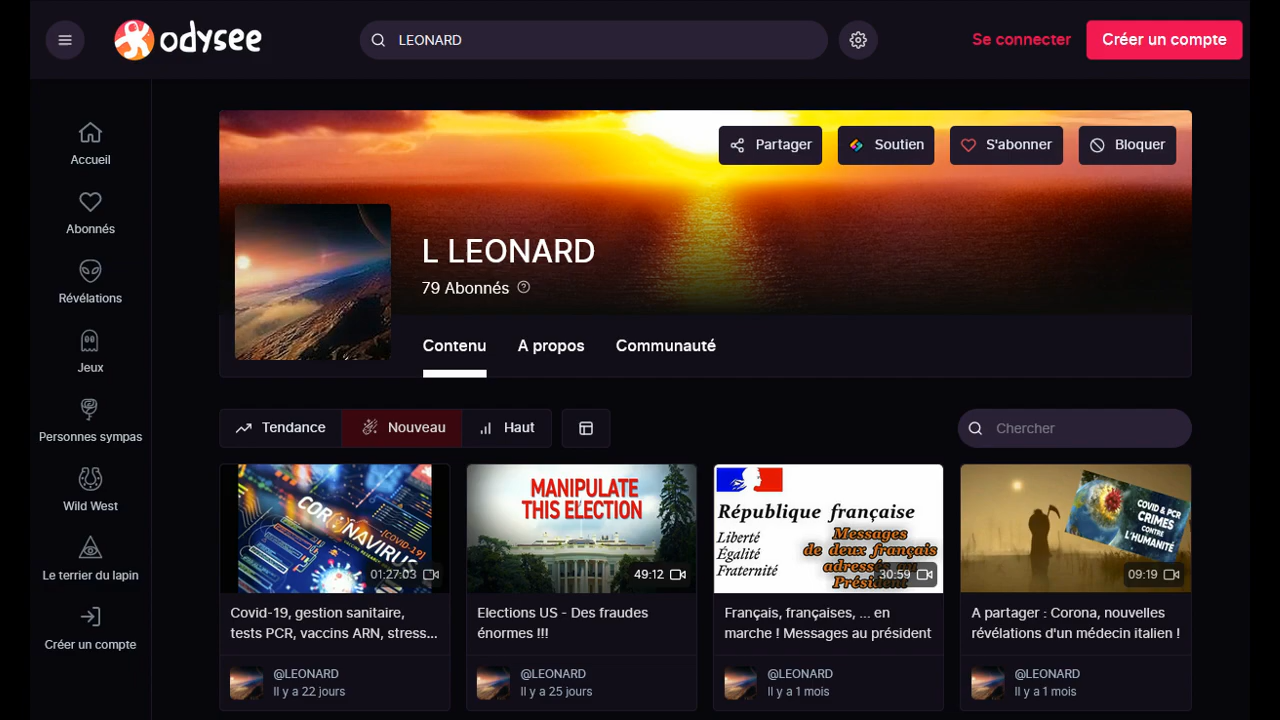 odysee
LEONARD
Se connecter
Créer un compte
Accueil
Abonnés
Révélations
Jeux
Personnes sympas
Wild West
Le terrier du lapin
Créer un compte
Partager
Soutien
S'abonner
Bloquer
L LEONARD
79 Abonnés
Contenu
A propos
Communauté
Tendance
Nouveau
Haut
Chercher
CORONAVIRUS
[COVID-19]
01:27:03
Covid-19, gestion sanitaire,
tests PCR, vaccins ARN, stress...
@LEONARD
Il y a 22 jours
MANIPULATE
THIS ELECTION
49:12
Elections US - Des fraudes
énormes !!!
@LEONARD
Il y a 25 jours
République française
Liberté
Égalité
Fraternité
Messages
de deux français
30:59
Français, françaises, ... en
marche ! Messages au président
@LEONARD
Il y a 1 mois
COVID & PCR
CRIMES
CONTRE
L'HUMANITÉ
09:19
A partager : Corona, nouvelles
révélations d'un médecin italien !
@LEONARD
Il y a 1 mois